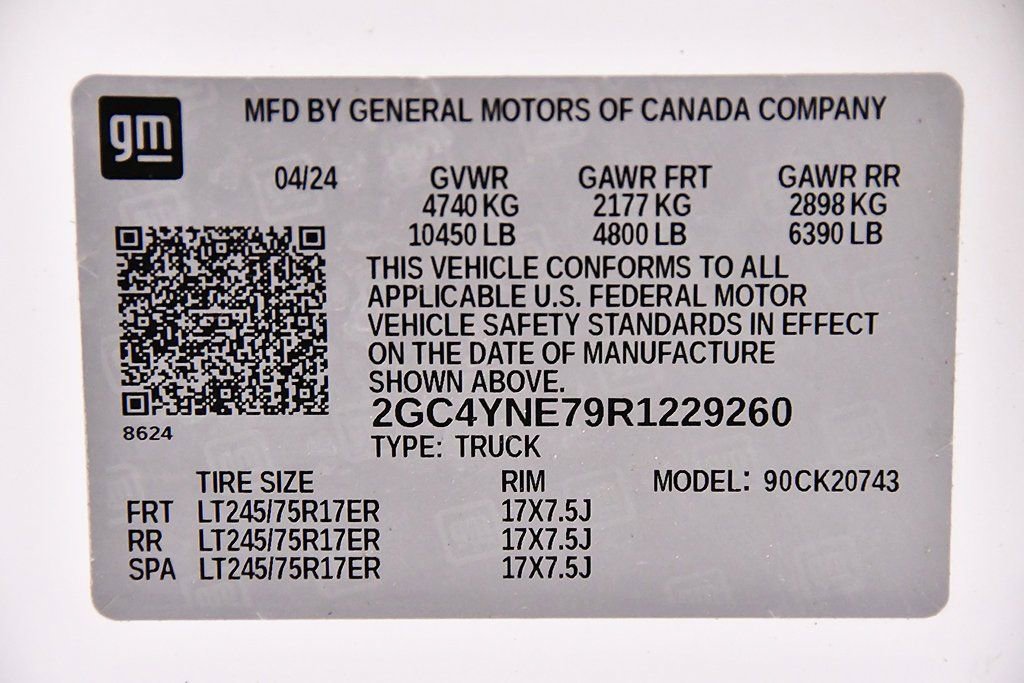 gm
MFD BY GENERAL MOTORS OF CANADA COMPANY
04/24 GVWR GAWR FRT GAWR RR
4740 KG 2177 KG 2898 KG
10450 LB 4800 LB 6390 LB
THIS VEHICLE CONFORMS TO ALL
APPLICABLE U.S. FEDERAL MOTOR
VEHICLE SAFETY STANDARDS IN EFFECT
ON THE DATE OF MANUFACTURE
SHOWN ABOVE.
2GC4YNE79R1229260
8624
TYPE: TRUCK
TIRE SIZE RIM MODEL: 90CK20743
FRT LT245/75R17ER 17X7.5J
RR LT245/75R17ER 17X7.5J
SPA LT245/75R17ER 17X7.5J